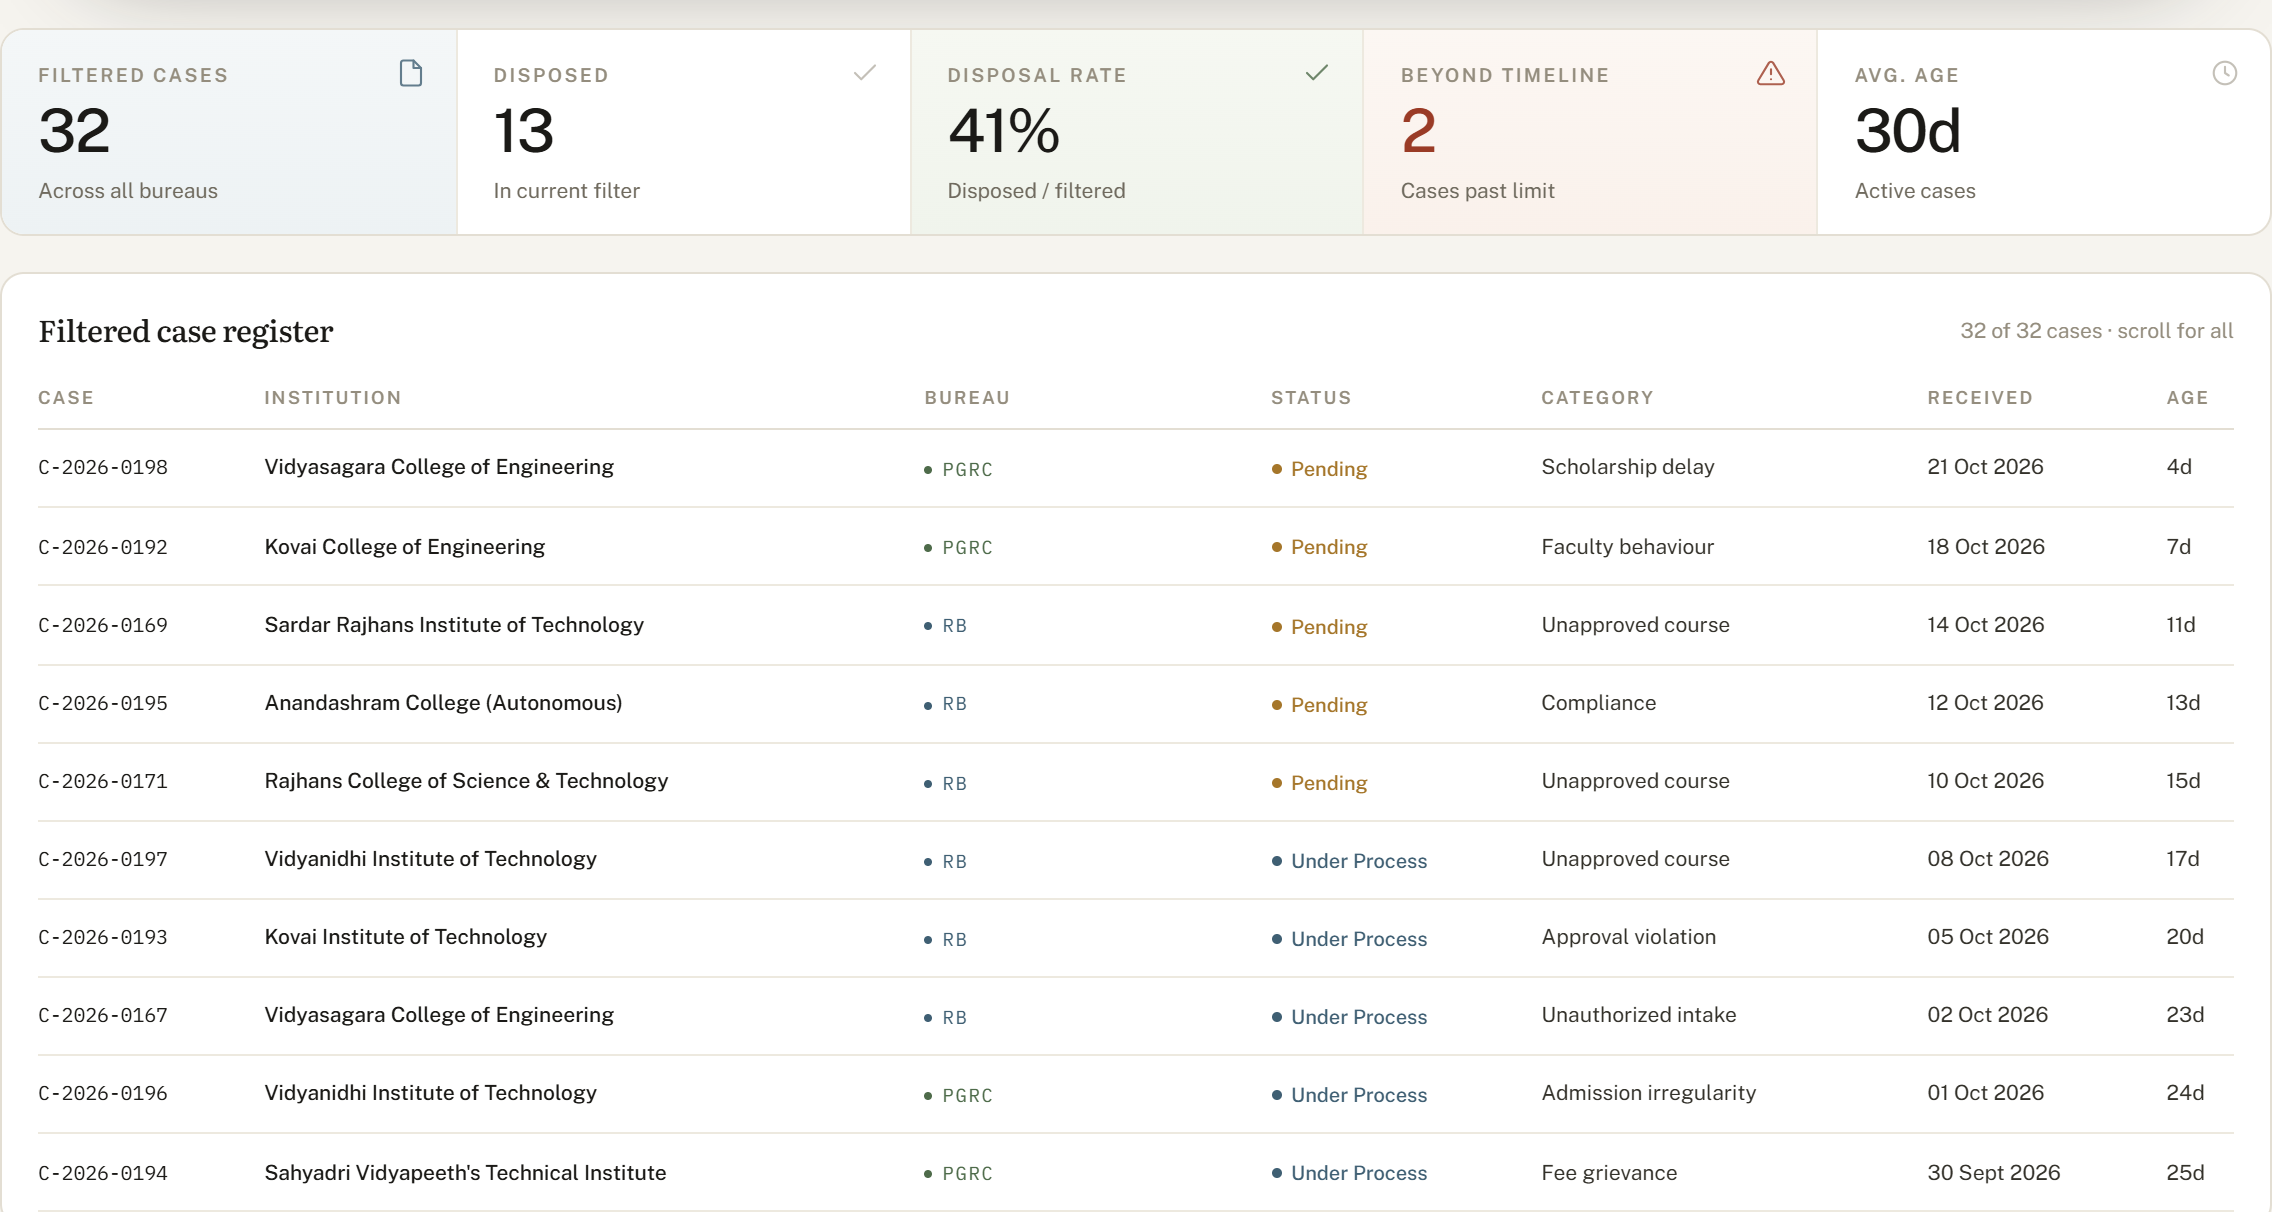 FILTERED CASES
32
Across all bureaus
DISPOSED
13
In current filter
DISPOSAL RATE
41%
Disposed / filtered
BEYOND TIMELINE
2
Cases past limit
AVG. AGE
30d
Active cases
Filtered case register
32 of 32 cases · scroll for all
CASE INSTITUTION BUREAU STATUS CATEGORY RECEIVED AGE
C-2026-0198 Vidyasagara College of Engineering PGRC Pending Scholarship delay 21 Oct 2026 4d
C-2026-0192 Kovai College of Engineering PGRC Pending Faculty behaviour 18 Oct 2026 7d
C-2026-0169 Sardar Rajhans Institute of Technology RB Pending Unapproved course 14 Oct 2026 11d
C-2026-0195 Anandashram College (Autonomous) RB Pending Compliance 12 Oct 2026 13d
C-2026-0171 Rajhans College of Science & Technology RB Pending Unapproved course 10 Oct 2026 15d
C-2026-0197 Vidyanidhi Institute of Technology RB Under Process Unapproved course 08 Oct 2026 17d
C-2026-0193 Kovai Institute of Technology RB Under Process Approval violation 05 Oct 2026 20d
C-2026-0167 Vidyasagara College of Engineering RB Under Process Unauthorized intake 02 Oct 2026 23d
C-2026-0196 Vidyanidhi Institute of Technology PGRC Under Process Admission irregularity 01 Oct 2026 24d
C-2026-0194 Sahyadri Vidyapeeth's Technical Institute PGRC Under Process Fee grievance 30 Sept 2026 25d